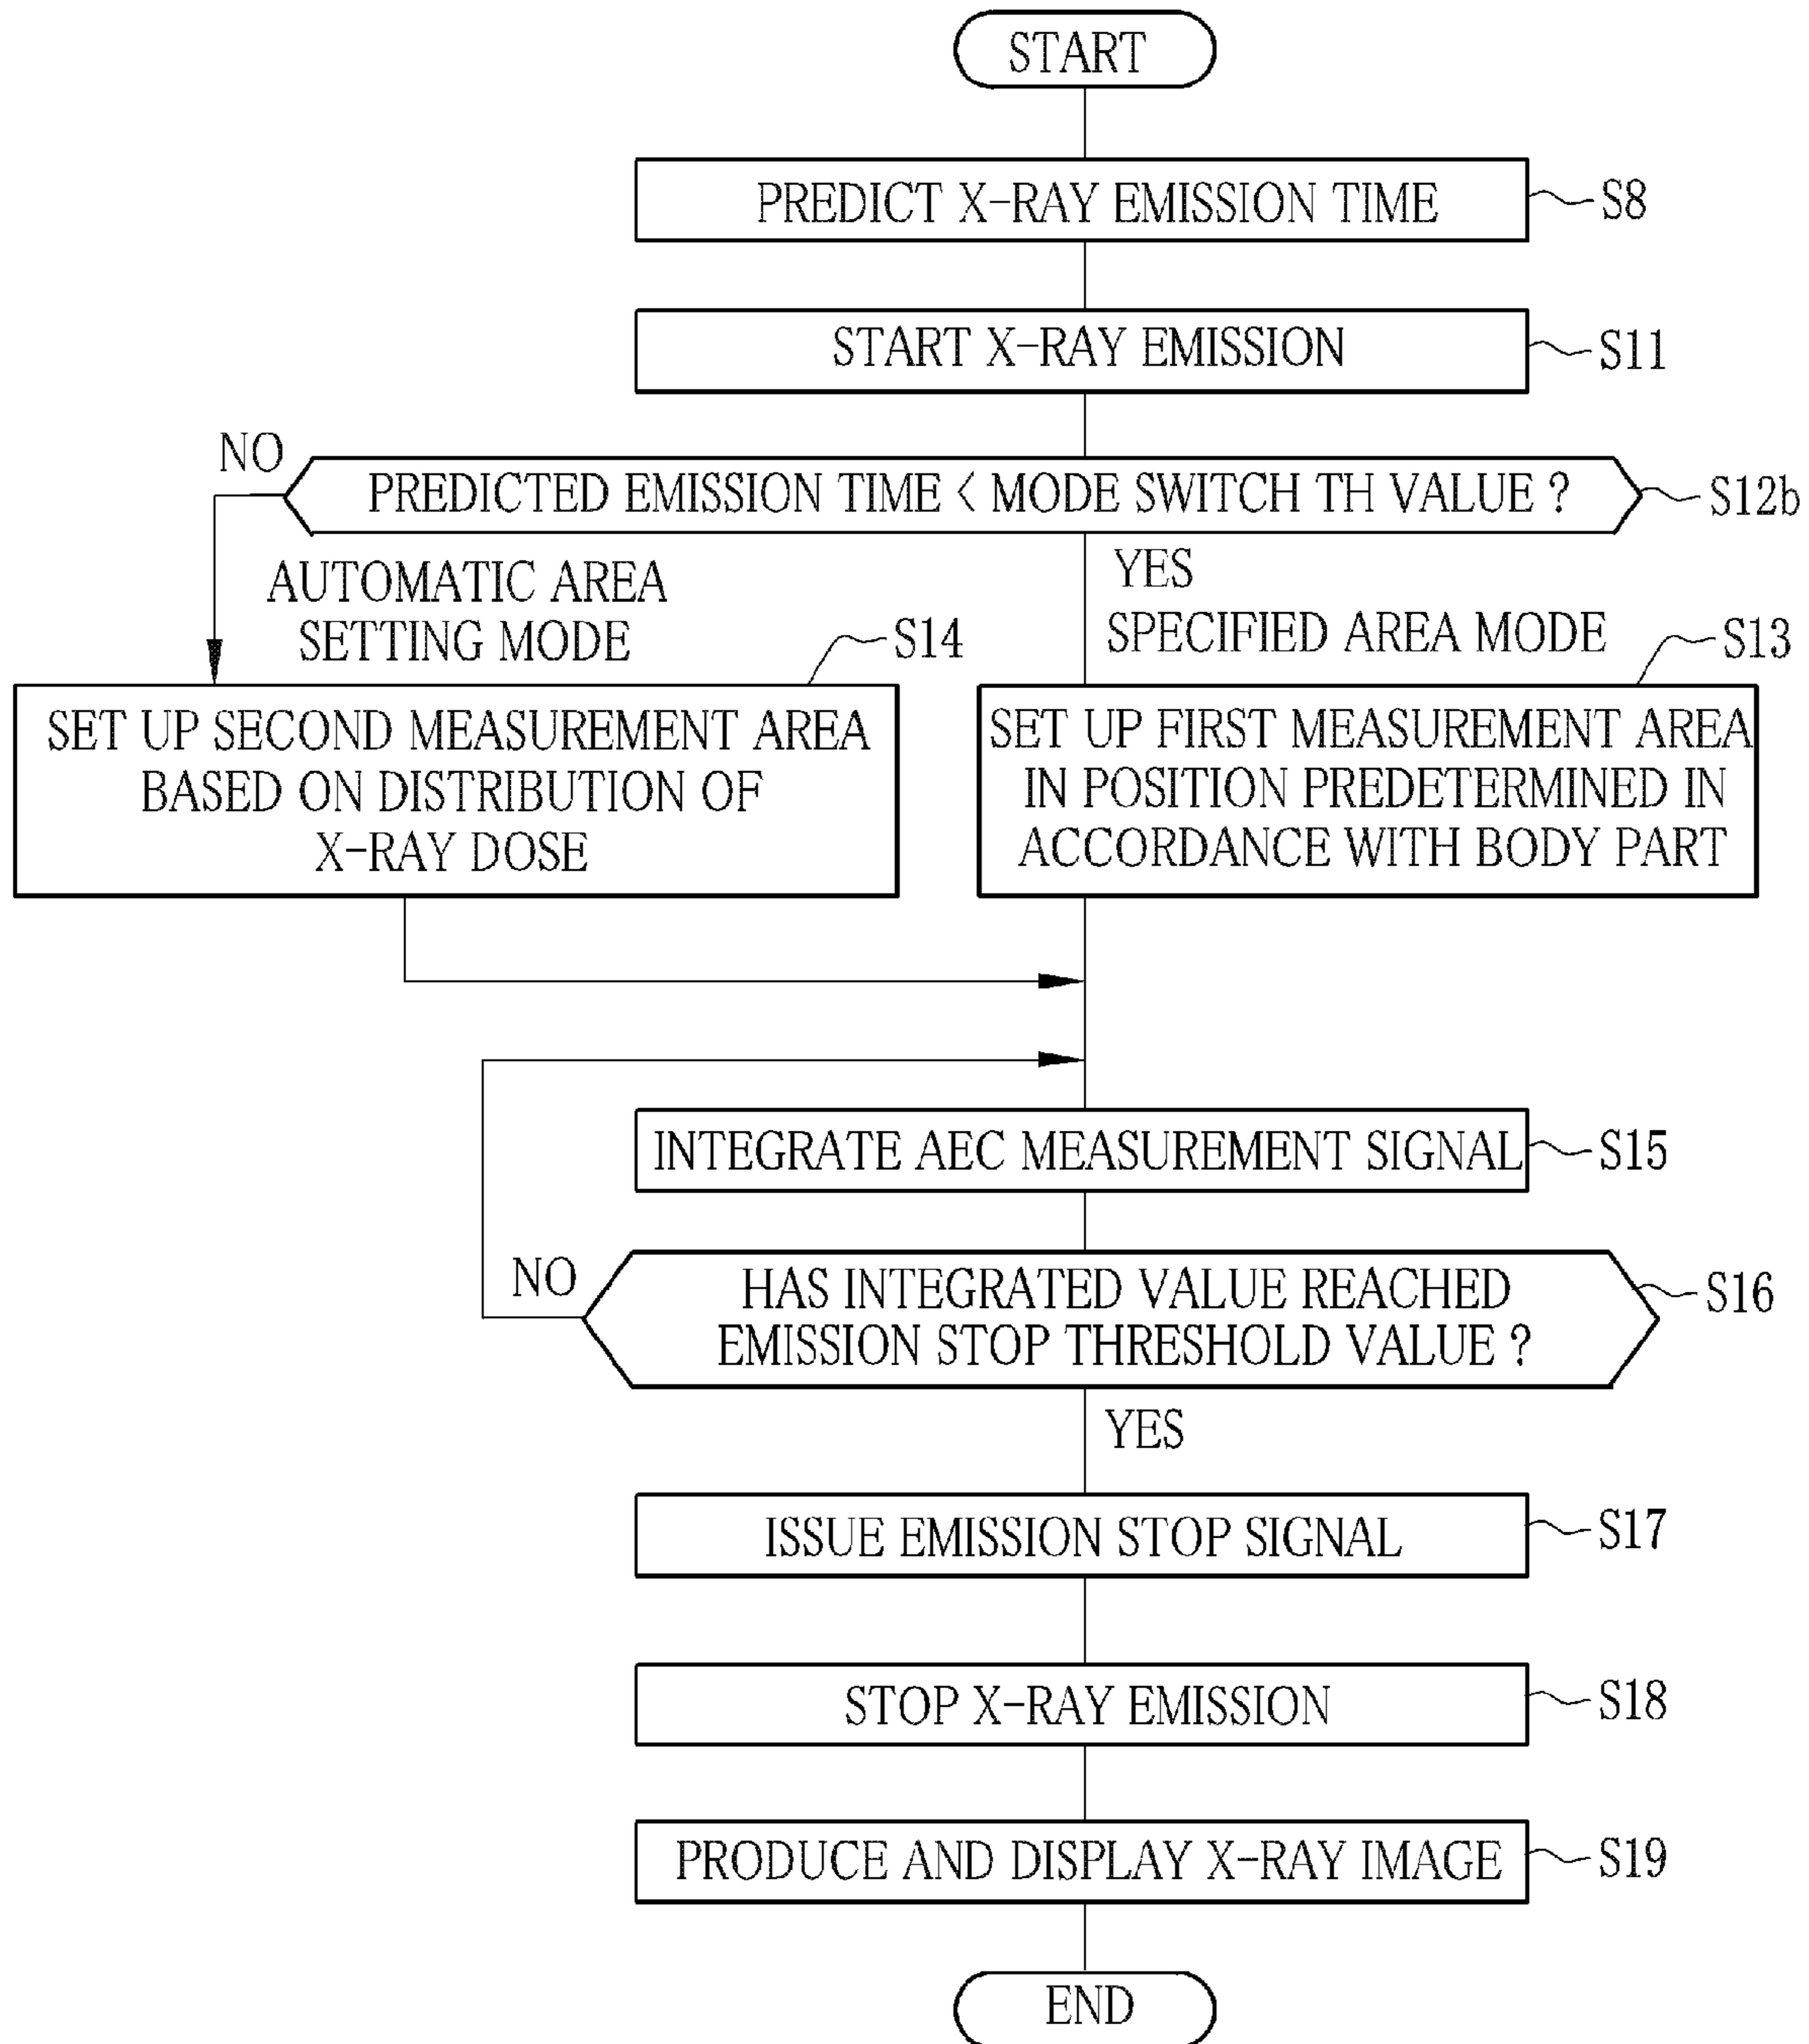 START
PREDICT X-RAY EMISSION TIME
S8
START X-RAY EMISSION
S11
NO
PREDICTED EMISSION TIME < MODE SWITCH TH VALUE ?
S12b
YES
AUTOMATIC AREA
SETTING MODE
SPECIFIED AREA MODE
S14
S13
SET UP SECOND MEASUREMENT AREA
BASED ON DISTRIBUTION OF
X-RAY DOSE
SET UP FIRST MEASUREMENT AREA
IN POSITION PREDETERMINED IN
ACCORDANCE WITH BODY PART
INTEGRATE AEC MEASUREMENT SIGNAL
S15
NO
HAS INTEGRATED VALUE REACHED
EMISSION STOP THRESHOLD VALUE ?
S16
YES
ISSUE EMISSION STOP SIGNAL
S17
STOP X-RAY EMISSION
S18
PRODUCE AND DISPLAY X-RAY IMAGE
S19
END